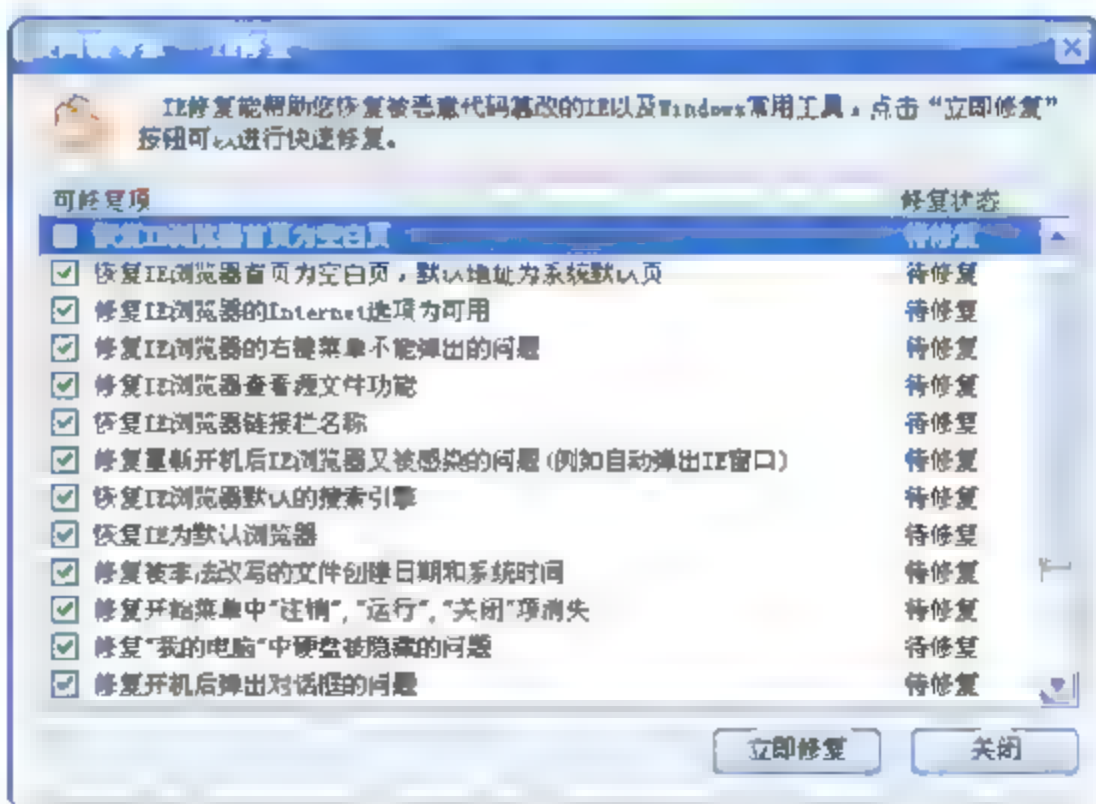 IE修复能帮助您恢复被恶意代码篡改的IE以及Windows常用工具，点击“立即修复”
按钮可以进行快速修复。
可修复项 修复状态
恢复IE浏览器首页为空白页 待修复
恢复IE浏览器首页为空白页，默认地址为系统默认页 待修复
修复IE浏览器的Internet选项为可用 待修复
修复IE浏览器的右键菜单不能弹出的问题 待修复
修复IE浏览器查看源文件功能 待修复
恢复IE浏览器链接栏名称 待修复
修复重新开机后IE浏览器又被感染的问题(例如自动弹出IE窗口) 待修复
恢复IE浏览器默认的搜索引擎 待修复
恢复IE为默认浏览器 待修复
修复被非法改写的文件创建日期和系统时间 待修复
修复开始菜单中"注销","运行","关闭"项消失 待修复
修复"我的电脑"中硬盘被隐藏的问题 待修复
修复开机后弹出对话框的问题 待修复
立即修复 关闭